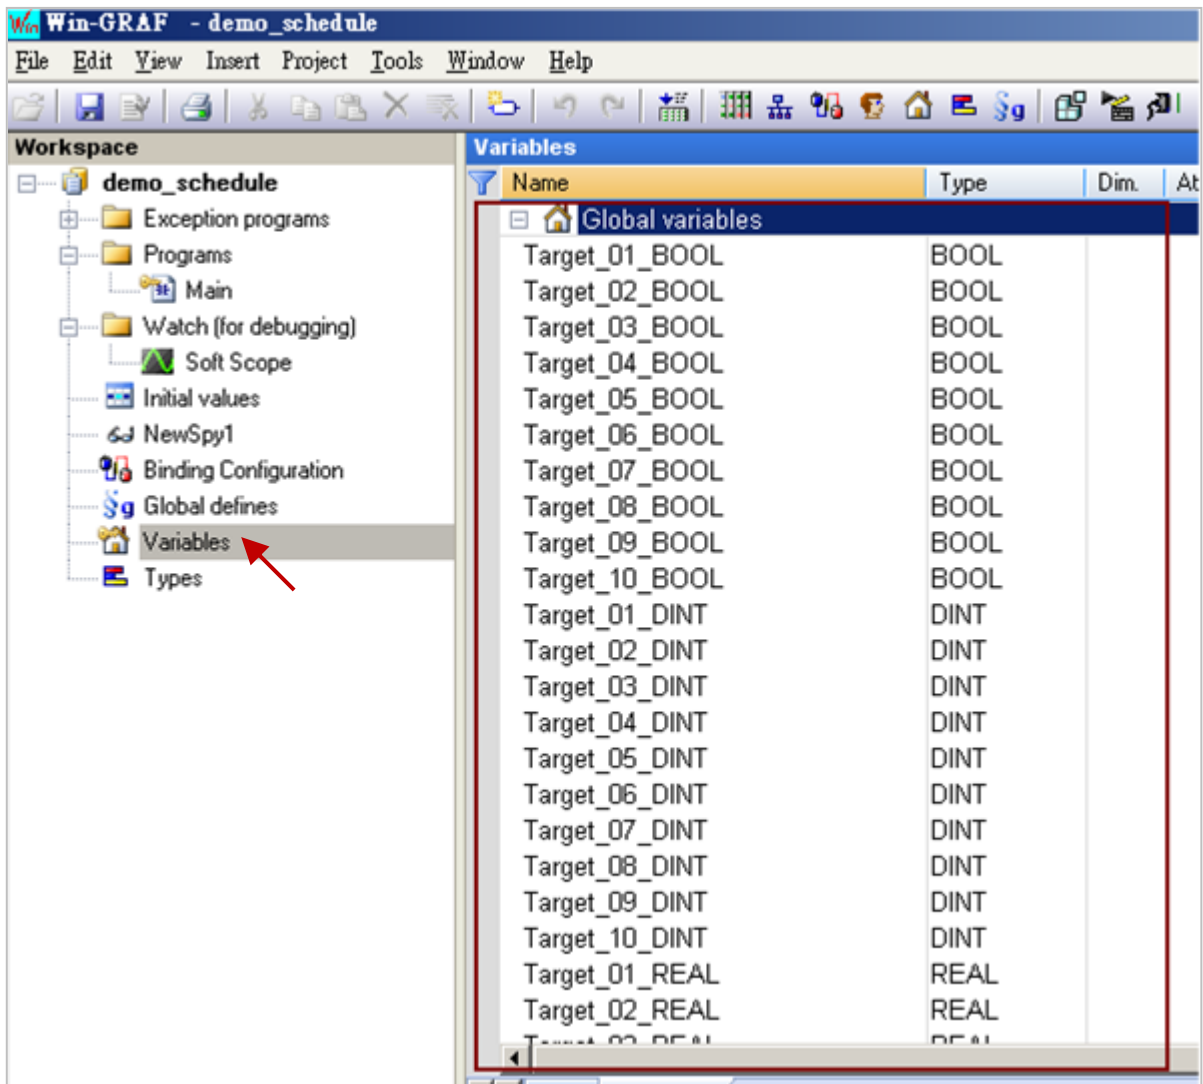 Win Win-GRAF - demo_schedule
File Edit View Insert Project Tools Window Help
Workspace
demo_schedule
Exception programs
Programs
Main
Watch (for debugging)
Soft Scope
Initial values
NewSpy1
Binding Configuration
Global defines
Variables
Types
Variables
Name Type Dim. At
Global variables
Target_01_BOOL BOOL
Target_02_BOOL BOOL
Target_03_BOOL BOOL
Target_04_BOOL BOOL
Target_05_BOOL BOOL
Target_06_BOOL BOOL
Target_07_BOOL BOOL
Target_08_BOOL BOOL
Target_09_BOOL BOOL
Target_10_BOOL BOOL
Target_01_DINT DINT
Target_02_DINT DINT
Target_03_DINT DINT
Target_04_DINT DINT
Target_05_DINT DINT
Target_06_DINT DINT
Target_07_DINT DINT
Target_08_DINT DINT
Target_09_DINT DINT
Target_10_DINT DINT
Target_01_REAL REAL
Target_02_REAL REAL